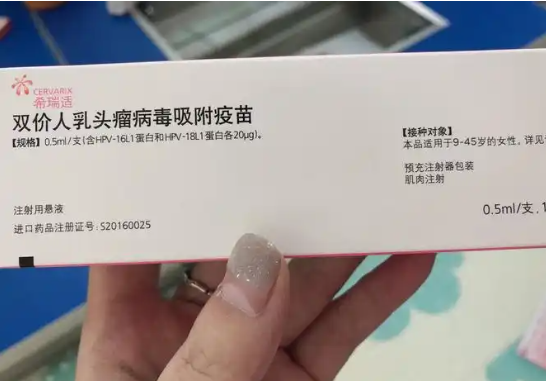 CERVARIX
希瑞适
双价人乳头瘤病毒吸附疫苗
【规格】0.5ml/支(含HPV-16L1蛋白和HPV-18L1蛋白各20μg)。
【接种对象】
本品适用于9-45岁的女性。详见
预充注射器包装
肌肉注射
注射用悬液
进口药品注册证号:S20160025
0.5ml/支,1